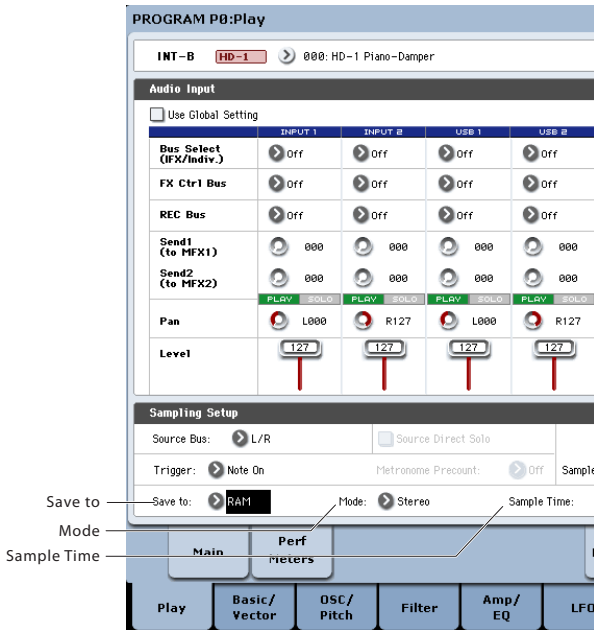 PROGRAM P0:Play
INT-B HD-1 000: HD-1 Piano-Damper
Audio Input
Use Global Setting
INPUT 1 INPUT 2 USB 1 USB 2
Bus Select (IFX/Indiv.) Off Off Off Off
FX Ctrl Bus Off Off Off Off
REC Bus Off Off Off Off
Send1 (to MFX1) 000 000 000 000
Send2 (to MFX2) 000 000 000 000
PLAY SOLO PLAY SOLO PLAY SOLO PLAY SOLO
Pan L000 R127 L000 R127
Level 127 127 127 127
Sampling Setup
Source Bus: L/R Source Direct Solo
Trigger: Note On Metronome Precount: Off Sample
Save to Save to: RAM Mode: Stereo Sample Time:
Mode
Sample Time
Main Perf Meters
Play Basic/Vector OSC/Pitch Filter Amp/EQ LFO